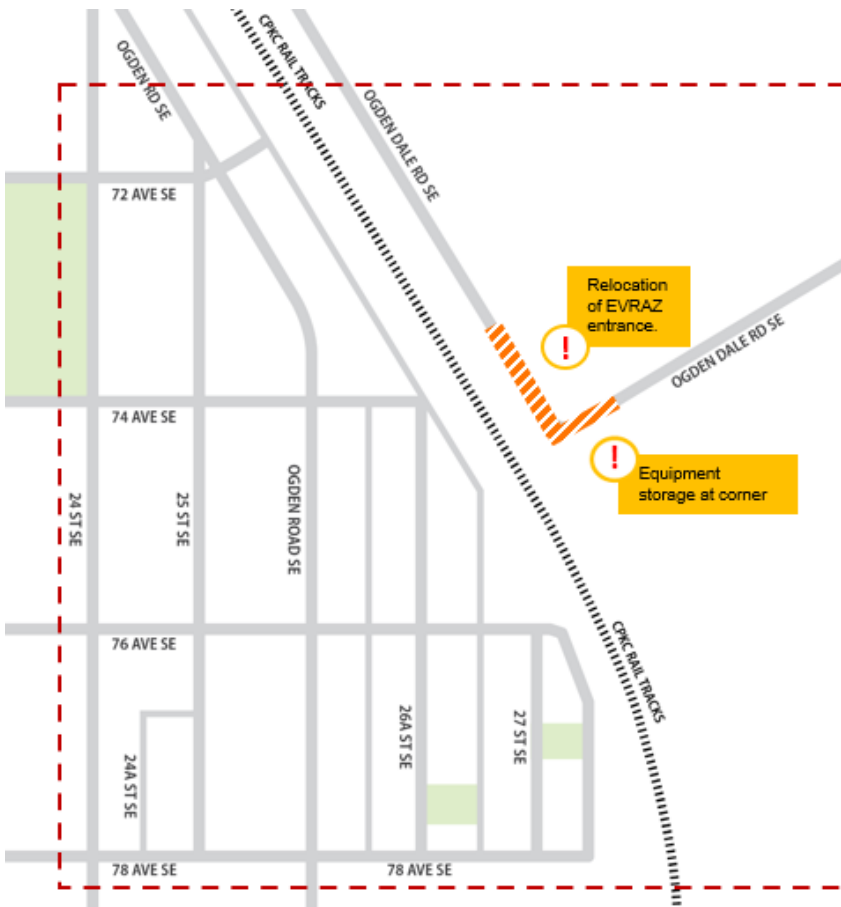 OGDEN RD SE
CPKC RAIL TRACKS
OGDEN DALE RD SE
72 AVE SE
Relocation
of EVRAZ
entrance.
!
OGDEN DALE RD SE
74 AVE SE
!
Equipment
storage at corner
24 ST SE
25 ST SE
OGDEN ROAD SE
76 AVE SE
CPKC RAIL TRACKS
24A ST SE
26A ST SE
27 ST SE
78 AVE SE
78 AVE SE